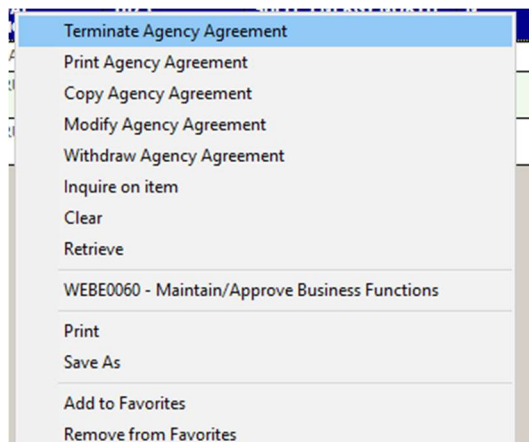 Terminate Agency Agreement
Print Agency Agreement
Copy Agency Agreement
Modify Agency Agreement
Withdraw Agency Agreement
Inquire on item
Clear
Retrieve
WEBE0060 - Maintain/Approve Business Functions
Print
Save As
Add to Favorites
Remove from Favorites